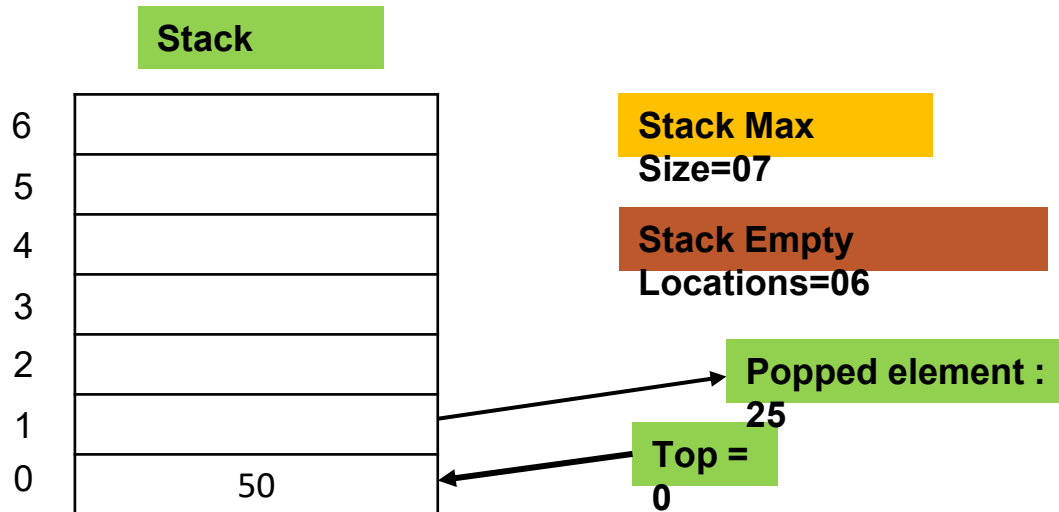 Stack
6
5
4
3
2
1
0
50
Stack Max
Size=07
Stack Empty
Locations=06
Popped element :
25
Top =
0